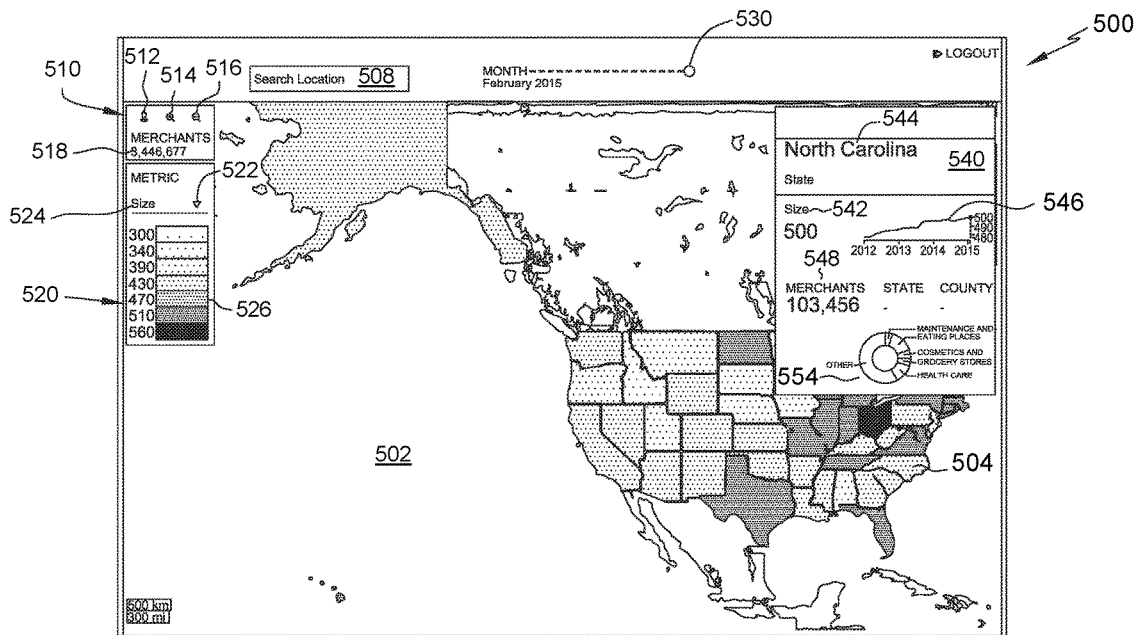 530
500
LOGOUT
512
514
516
510
Search Location 508
MONTH
February 2015
544
MERCHANTS
518
3,446,677
North Carolina
540
State
METRIC
522
524
Size
Size
542
546
500
500
490
480
2012 2013 2014 2015
548
300
340
390
430
470
510
560
520
526
MERCHANTS STATE COUNTY
103,456 - -
MAINTENANCE AND
EATING PLACES
COSMETICS AND
GROCERY STORES
HEALTH CARE
OTHER
554
502
504
500 km
300 mi